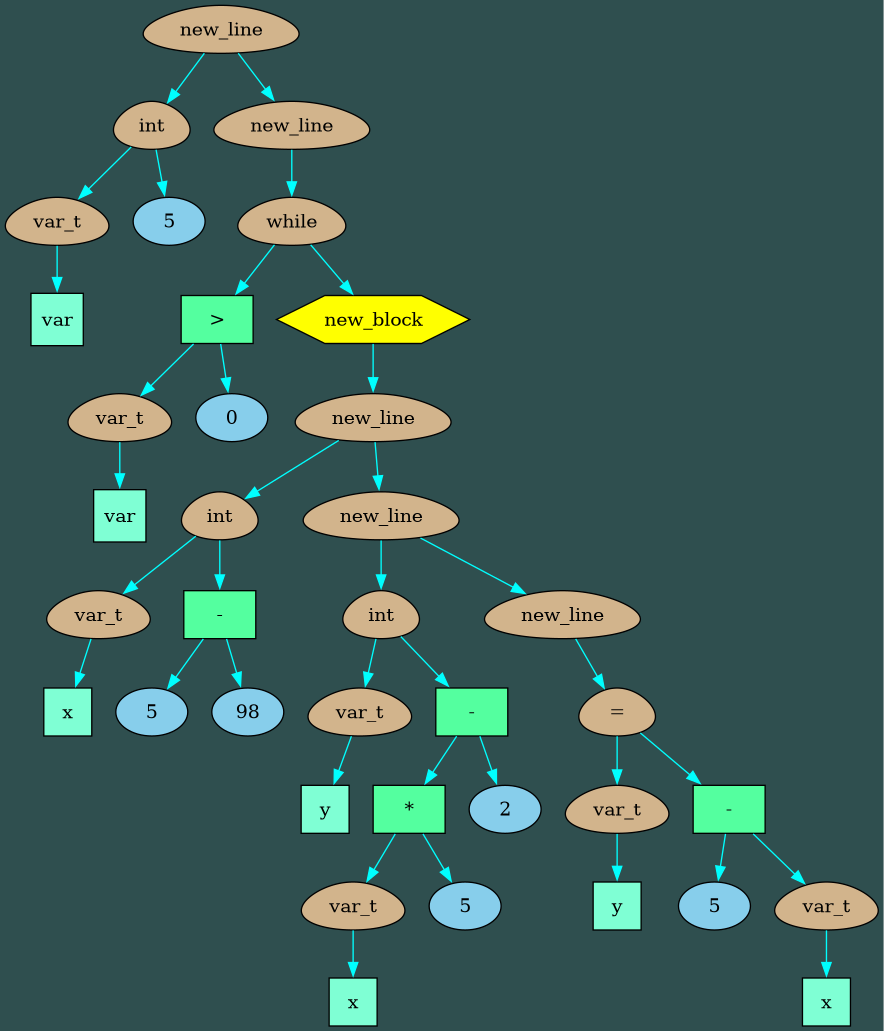 new_line
int new_line
var_t 5 while
var > new_block
var_t 0 new_line
var int new_line
var_t - int new_line
x 5 98 var_t - =
y * 2 var_t -
var_t 5 y 5 var_t
x x